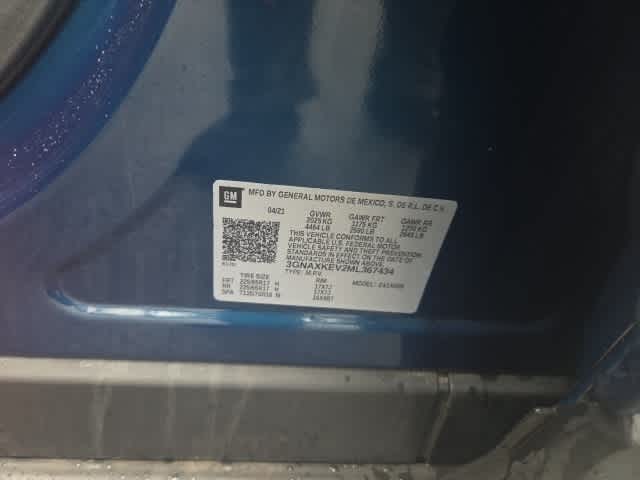 GM MFD BY GENERAL MOTORS DE MEXICO, S. DE R.L. DE C.V.
04/21 GVWR GAWR FRT GAWR RR
2025 KG 1175 KG 1200 KG
4464 LB 2590 LB 2645 LB
THIS VEHICLE CONFORMS TO ALL
APPLICABLE U.S. FEDERAL MOTOR
VEHICLE SAFETY AND THEFT PREVENTION
STANDARDS IN EFFECT ON THE DATE OF
MANUFACTURE SHOWN ABOVE.
3GNAXKEV2ML367434
TYPE: M.P.V. MODEL:
TIRE SIZE RIM
FRT 225/65R17 H 17X7J
RR 225/65R17 H 17X7J
SPA T135/70R16 M 16X4BT